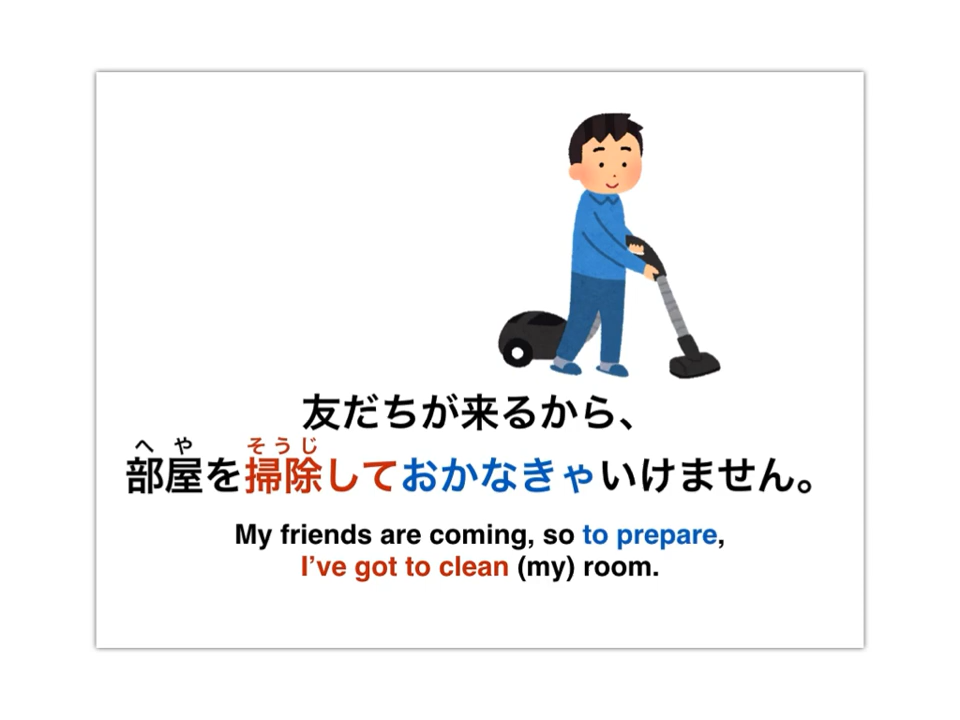 友だちが来るから、
へや そうじ
部屋を掃除しておかなきゃいけません。
My friends are coming, so to prepare,
I've got to clean (my) room.